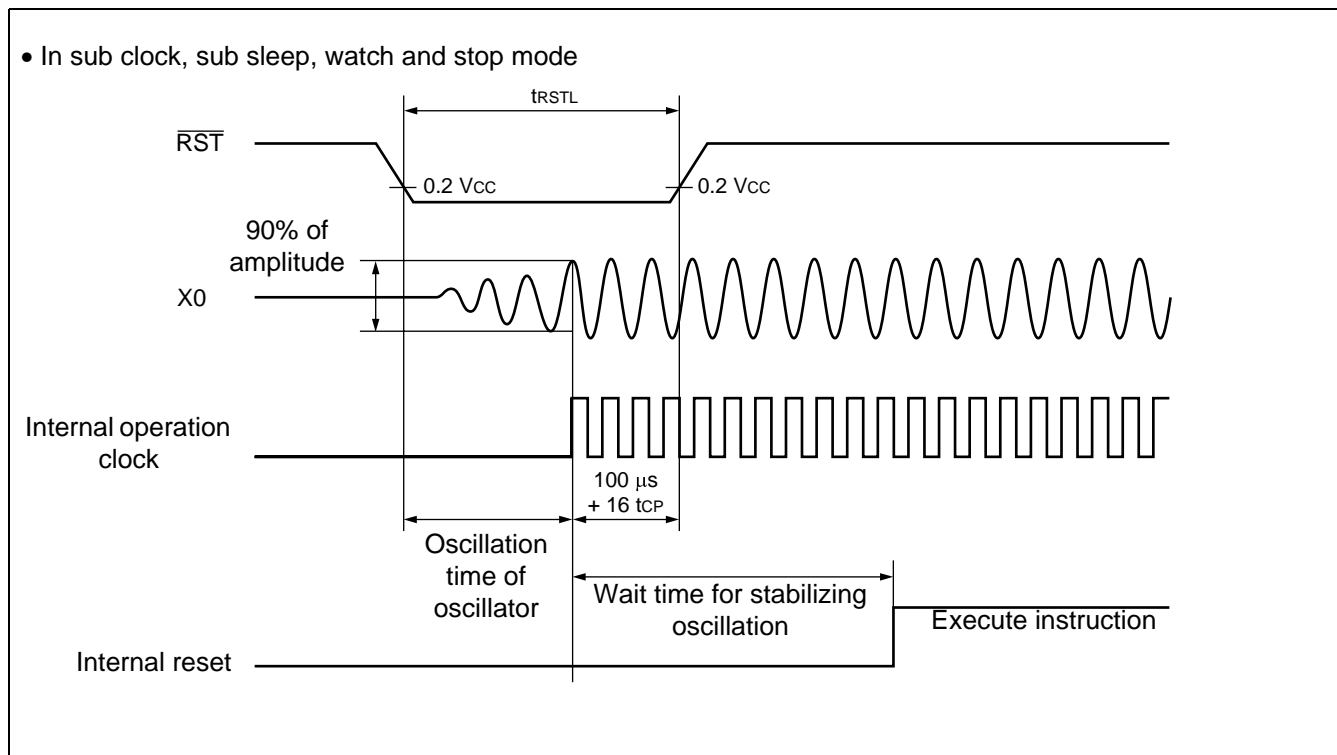 • In sub clock, sub sleep, watch and stop mode
tRSTL
RST
0.2 VCC
0.2 VCC
90% of
amplitude
X0
Internal operation
clock
100 μs
+ 16 tCP
Oscillation
time of
oscillator
Wait time for stabilizing
oscillation
Execute instruction
Internal reset